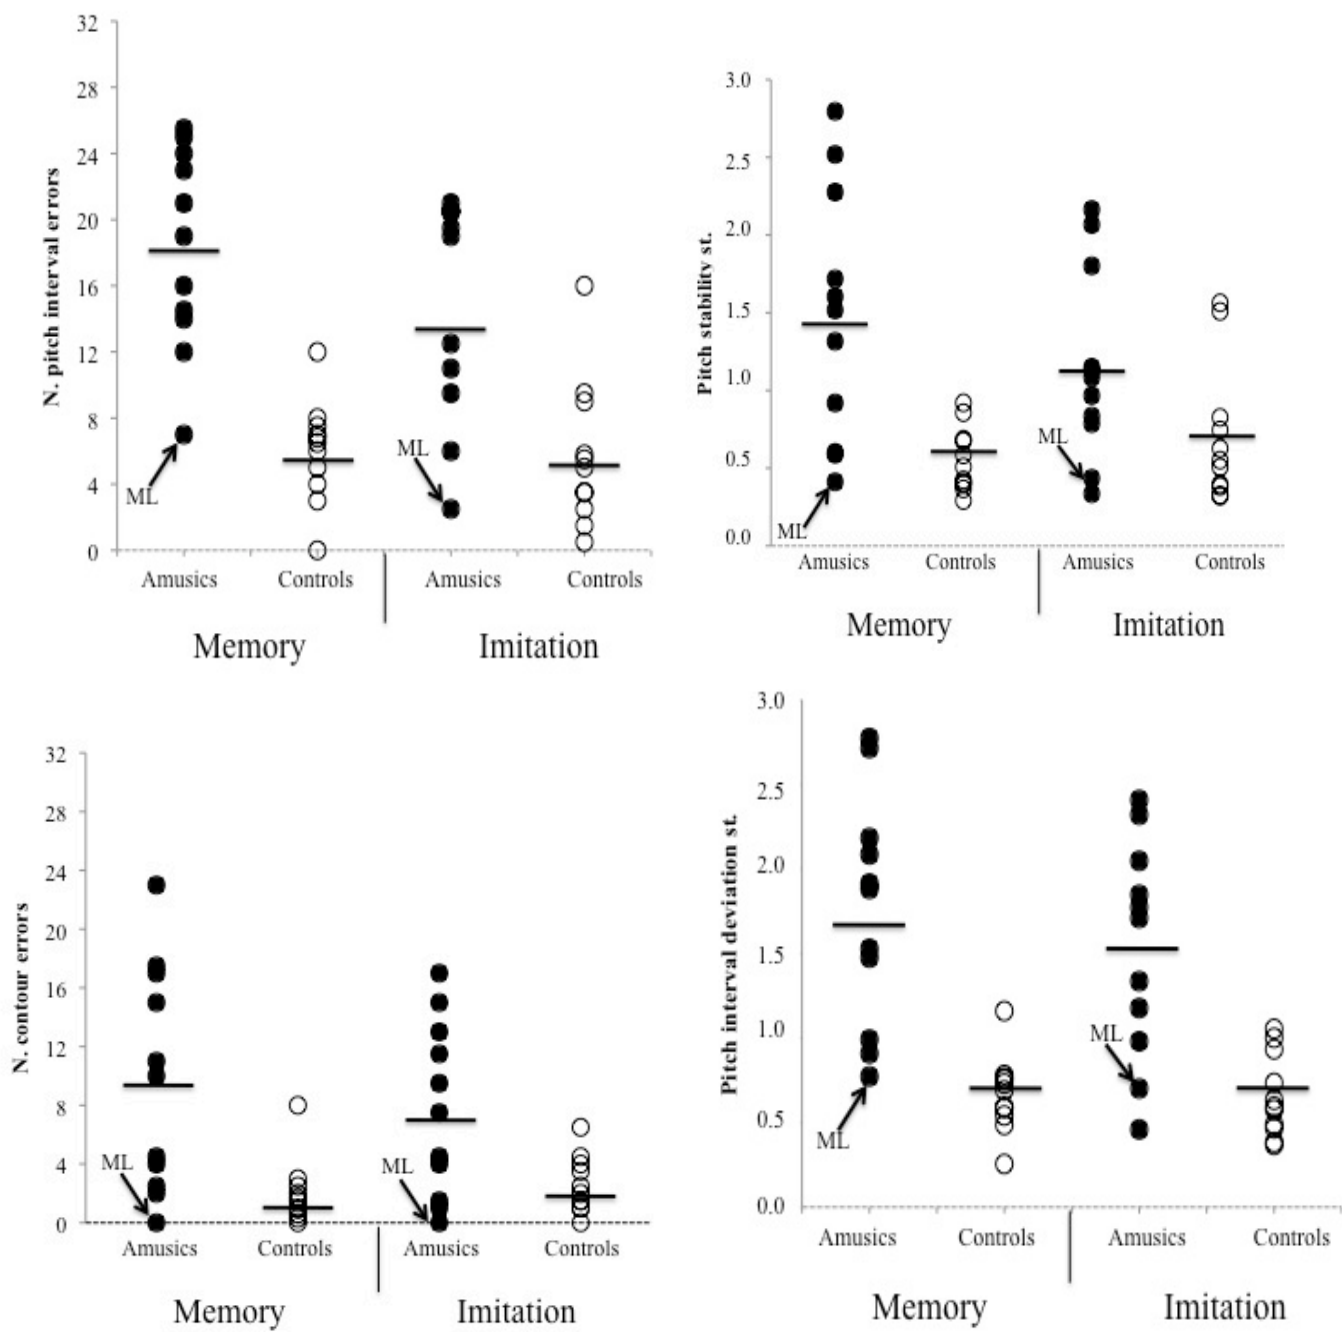 32
28
24
20
16
12
8
4
0
N. pitch interval errors
ML
ML
Amusics Controls Amusics Controls
Memory Imitation
3.0
2.5
2.0
1.5
1.0
0.5
0.0
Pitch stability st.
ML
ML
Amusics Controls Amusics Controls
Memory Imitation
32
28
24
20
16
12
8
4
0
N. contour errors
ML
ML
Amusics Controls Amusics Controls
Memory Imitation
3.0
2.5
2.0
1.5
1.0
0.5
0.0
Pitch interval deviation st.
ML
ML
Amusics Controls Amusics Controls
Memory Imitation